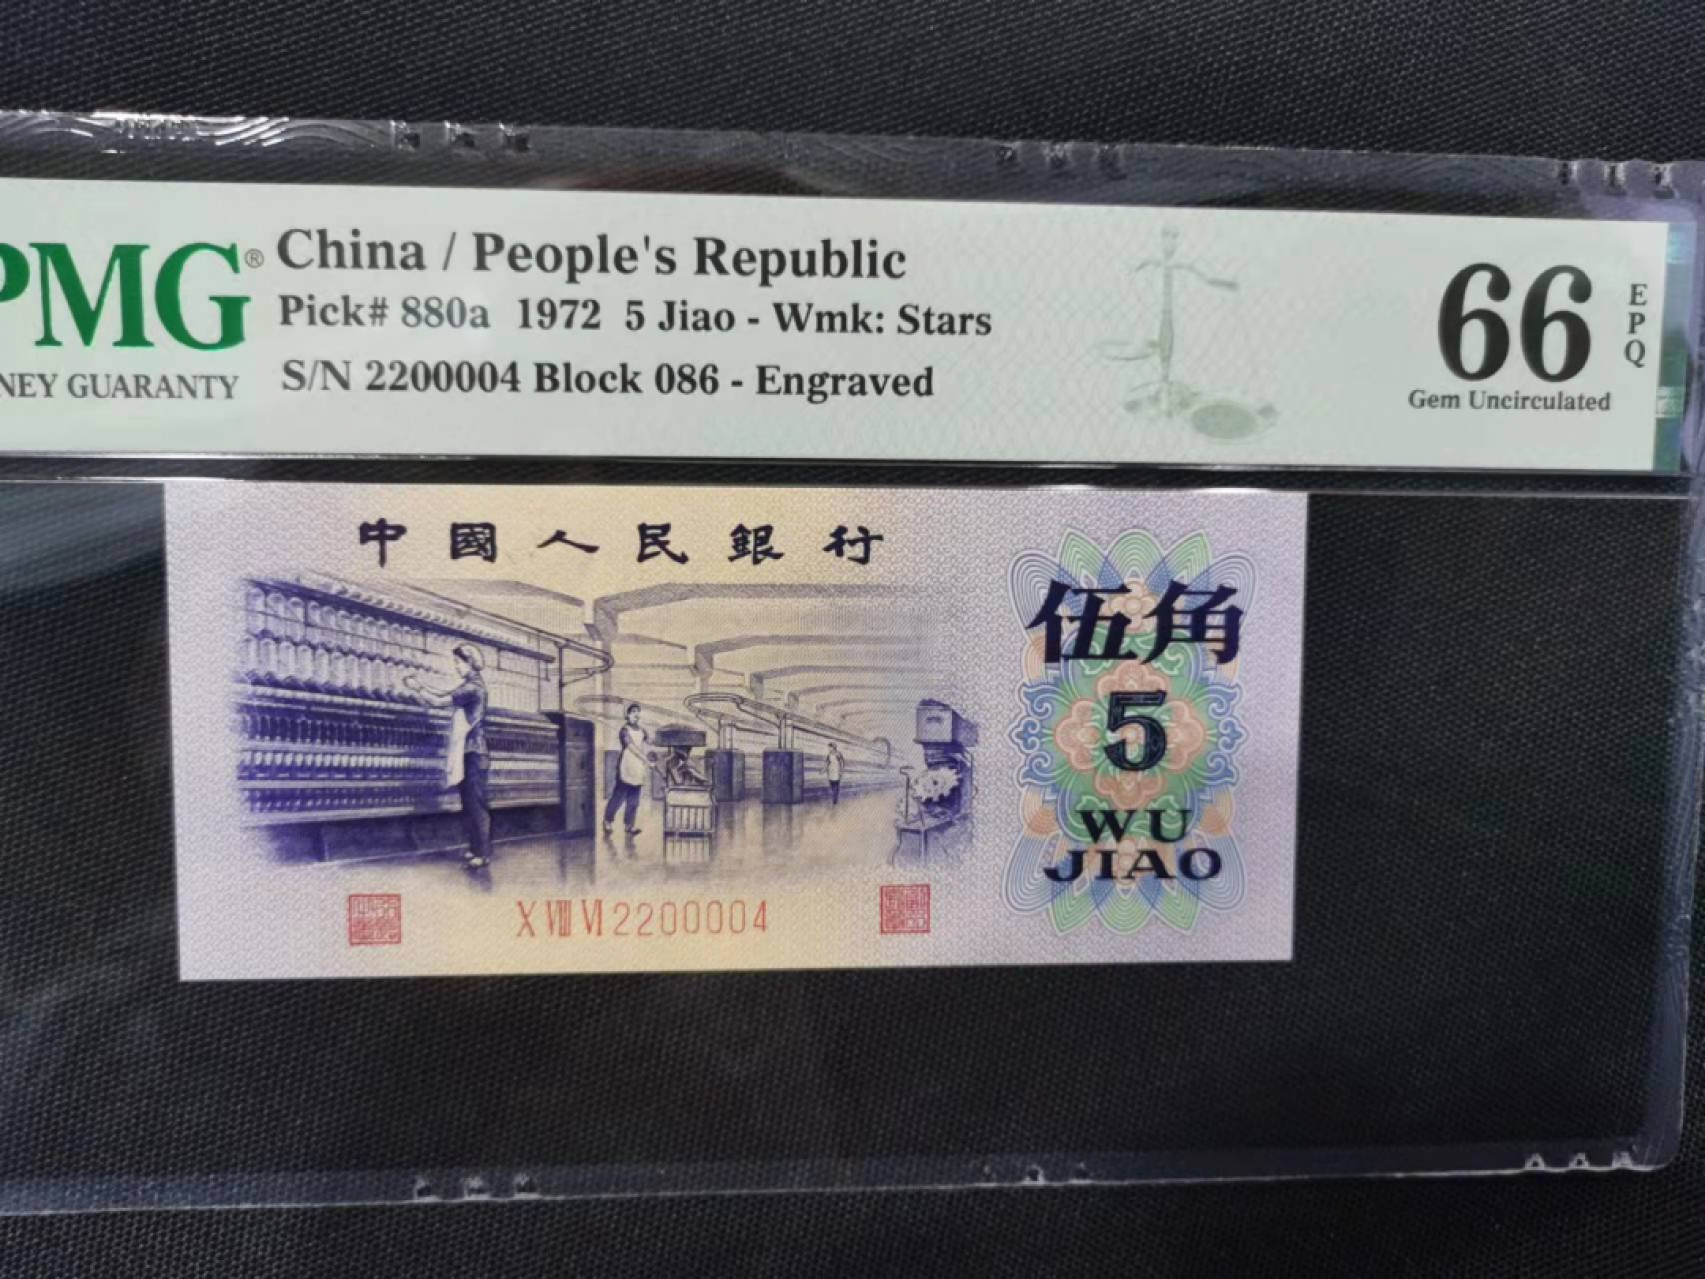 PMG® China / People's Republic
Pick# 880a 1972 5 Jiao - Wmk: Stars
NEY GUARANTY S/N 2200004 Block 086 - Engraved
66 EPQ
Gem Uncirculated
中國人民銀行
伍角
5
WU
JIAO
X VIII VI 2200004